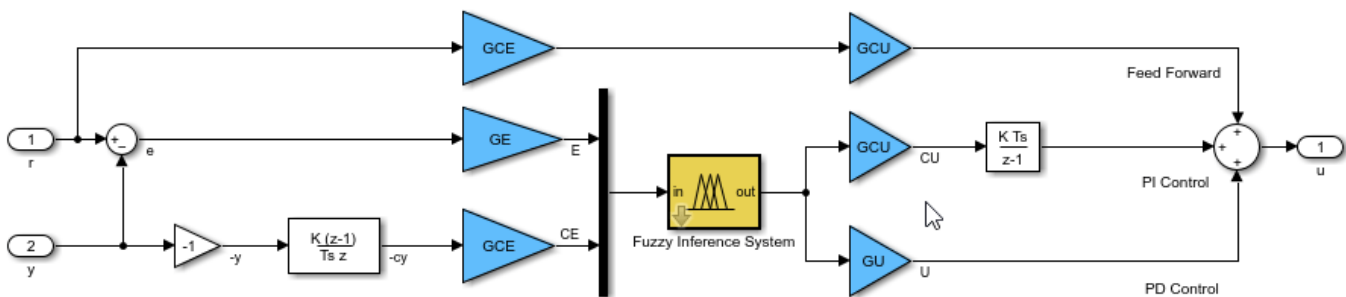 GCE
GCU
Feed Forward
1
r
+
−
e
GE
E
GCU
CU
K Ts
z-1
+
+
+
1
u
PI Control
in
out
Fuzzy Inference System
2
y
-1
-y
K (z-1)
Ts z
-cy
GCE
CE
GU
U
PD Control